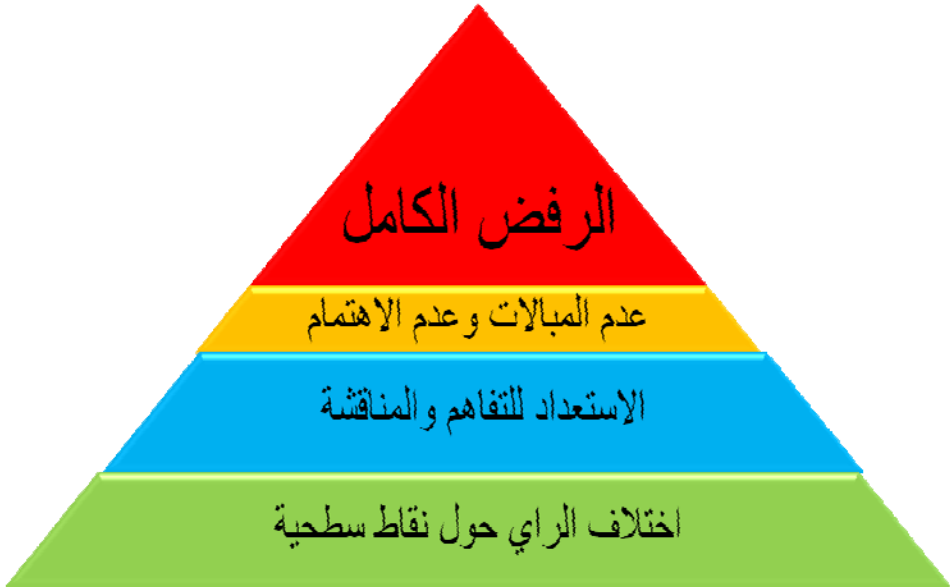 الرفض الكامل
عدم المبالات وعدم الاهتمام
الاستعداد للتفاهم والمناقشة
اختلاف الراي حول نقاط سطحية